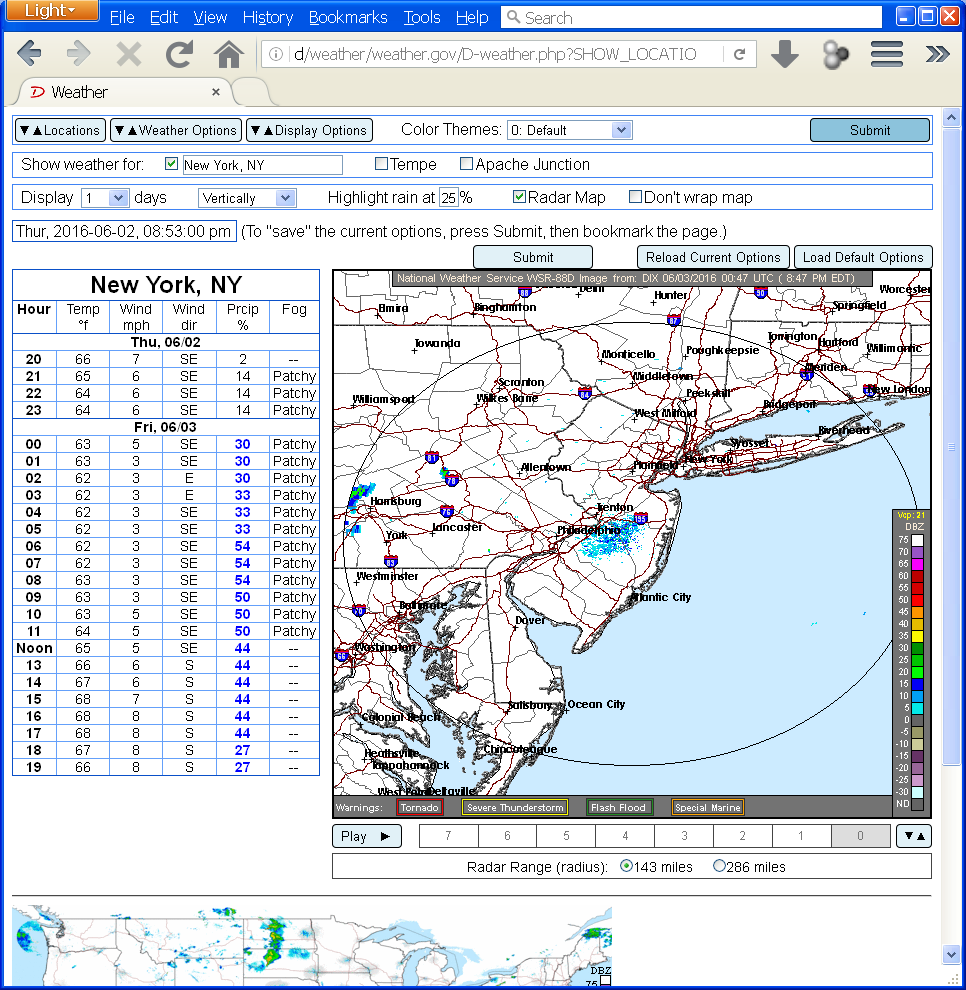 Light
File Edit View History Bookmarks Tools Help Search
d/weather/weather.gov/D-weather.php?SHOW_LOCATIO
Weather ×
▼▲Locations ▼▲Weather Options ▼▲Display Options Color Themes: 0: Default Submit
Show weather for: New York, NY Tempe Apache Junction
Display 1 days Vertically Highlight rain at 25 % Radar Map Don't wrap map
Thur, 2016-06-02, 08:53:00 pm (To "save" the current options, press Submit, then bookmark the page.)
Submit Reload Current Options Load Default Options
New York, NY
Hour Temp °f Wind mph Wind dir Prcip % Fog
Thu, 06/02
20 66 7 SE 2 --
21 65 6 SE 14 Patchy
22 64 6 SE 14 Patchy
23 64 6 SE 14 Patchy
Fri, 06/03
00 63 5 SE 30 Patchy
01 63 3 SE 30 Patchy
02 62 3 E 30 Patchy
03 62 3 E 33 Patchy
04 62 3 SE 33 Patchy
05 62 3 SE 33 Patchy
06 62 3 SE 54 Patchy
07 62 3 SE 54 Patchy
08 63 3 SE 54 Patchy
09 63 3 SE 50 Patchy
10 63 5 SE 50 Patchy
11 64 5 SE 50 Patchy
Noon 65 5 SE 44 --
13 66 6 S 44 --
14 67 6 S 44 --
15 68 7 S 44 --
16 68 8 S 44 --
17 68 8 S 44 --
18 67 8 S 27 --
19 66 8 S 27 --
National Weather Service WSR-88D Image from: DIX 06/03/2016 00:47 UTC ( 8:47 PM EDT)
88 Delhi Hunter 90 Worcester
Elmira Binghamton Springfield
87
Towanda Monticello Poughkeepsie Torrington Hartford Willimantic
Scranton Middletown Meriden
91
Williamsport Wilkes Barre 84 Peekskill New London
West Milford Bridgeport
Syosset Riverhead
81 Allentown Plainfield New York
78
Harrisburg Trenton
76 195
York Lancaster Philadelphia
83
Westminster
Atlantic City
70 Baltimore
Dover
66 Washington
Salisbury Ocean City
Colonial Beach
Heathsville Chincoteague
Tappahannock
West Point Deltaville
Vcp: 21
DBZ
75
70
65
60
55
50
45
40
35
30
25
20
15
10
5
0
-5
-10
-15
-20
-25
-30
ND
Warnings: Tornado Severe Thunderstorm Flash Flood Special Marine
Play ► 7 6 5 4 3 2 1 0 ▼▲
Radar Range (radius): 143 miles 286 miles
DBZ
75